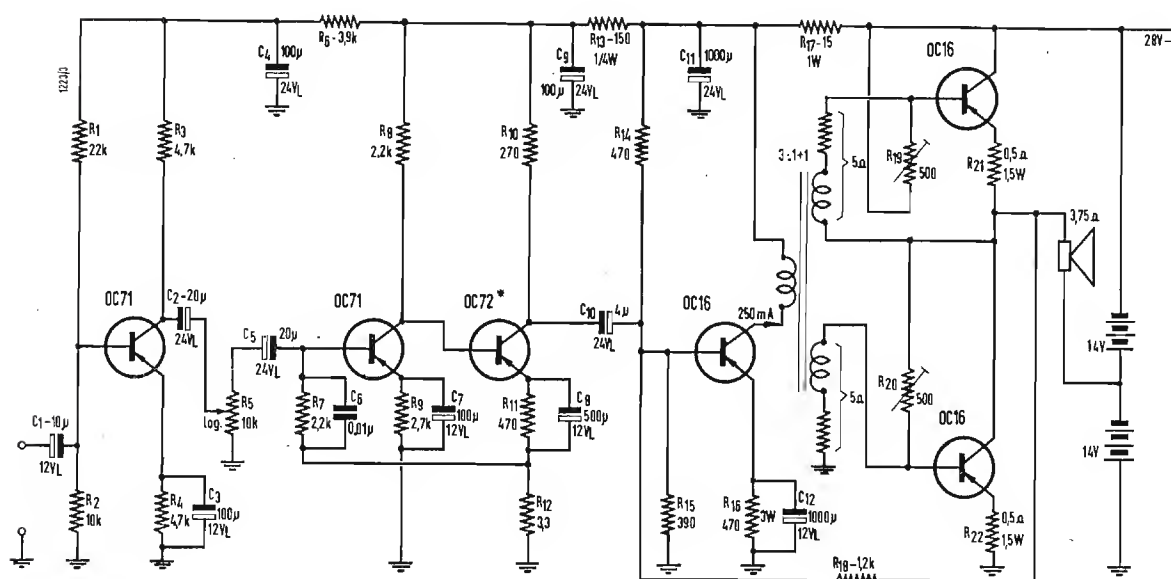 1223/3
R1
22k
R3
4,7k
C4 100µ
24VL
R6-3,9k
R8
2,2k
R10
270
C9
100µ
24VL
R13-150
1/4W
C11 1000µ
24VL
R14
470
R17-15
1W
OC16
28V-
3:1+1
5Ω
R19
500
R21
0,5Ω
1,5W
3,75Ω
OC71
C2-20µ
24VL
C5 20µ
24VL
OC71
OC72*
C10 4µ
24VL
OC16
250mA
14V
14V
C1-10µ
12VL
R5
10k
log.
R7
2,2k
C6
0,01µ
R9
2,7k
C7
100µ
12VL
R11
470
C8
500µ
12VL
5Ω
R20
500
OC16
R2
10k
R4
4,7k
C3
100µ
12VL
R12
3,3
R15
390
R16
470
3W
C12
1000µ
12VL
R22
0,5Ω
1,5W
R18-1,2k